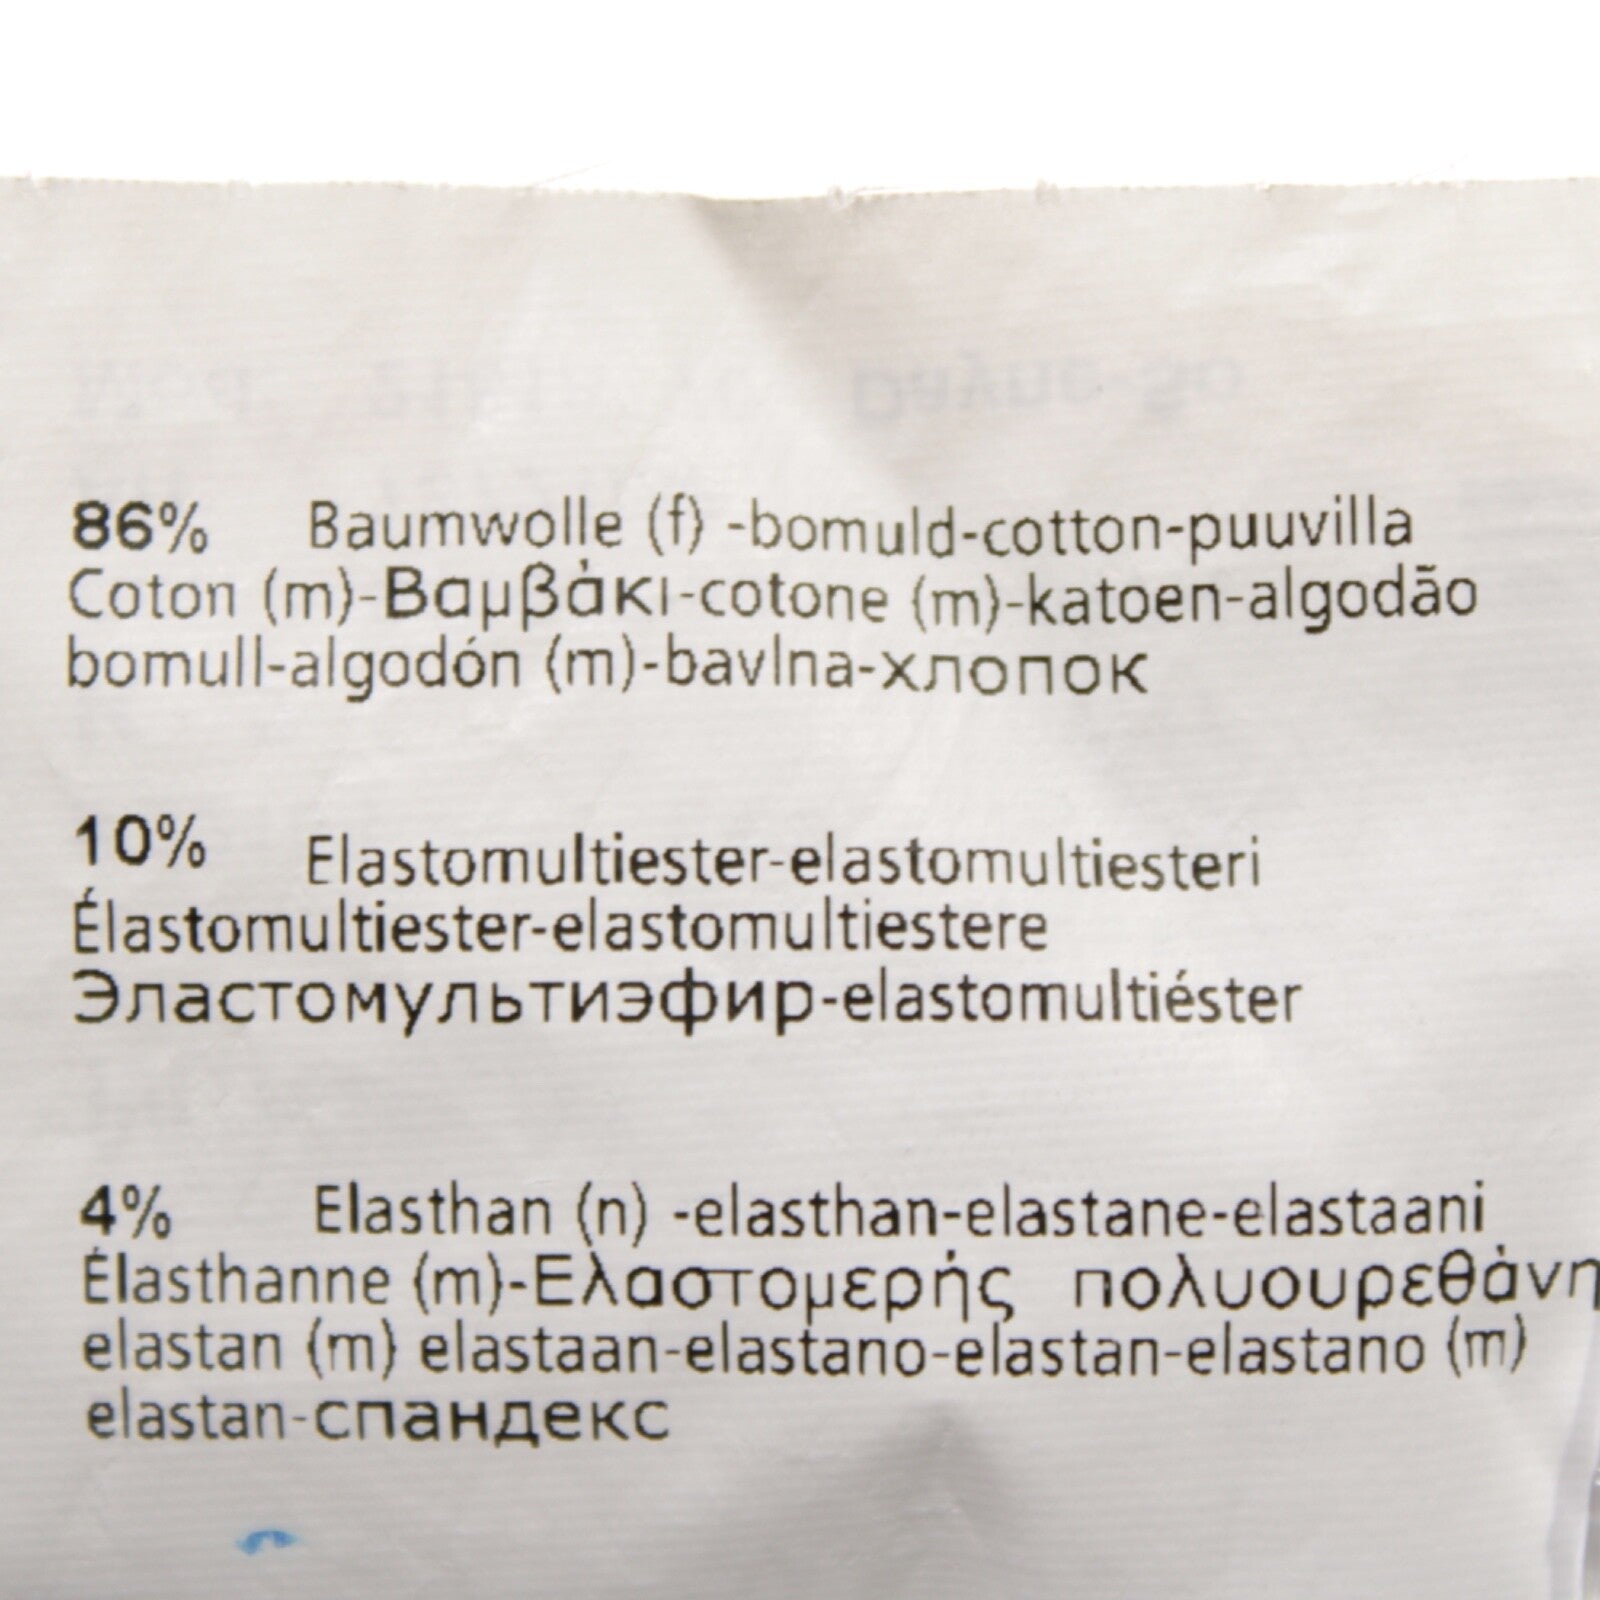 86% Baumwolle (f) -bomuld-cotton-puuvilla
Coton (m)-Βαμβάκι-cotone (m)-katoen-algodão
bomull-algodón (m)-bavlna-хлопок
10% Elastomultiester-elastomultiesteri
Élastomultiester-elastomultiestere
Эластомультиэфир-elastomultiéster
4% Elasthan (n) -elasthan-elastane-elastaani
Élasthanne (m)-Ελαστομερής πολυουρεθάνη
elastan (m) elastaan-elastano-elastan-elastano (m)
elastan-спандекс